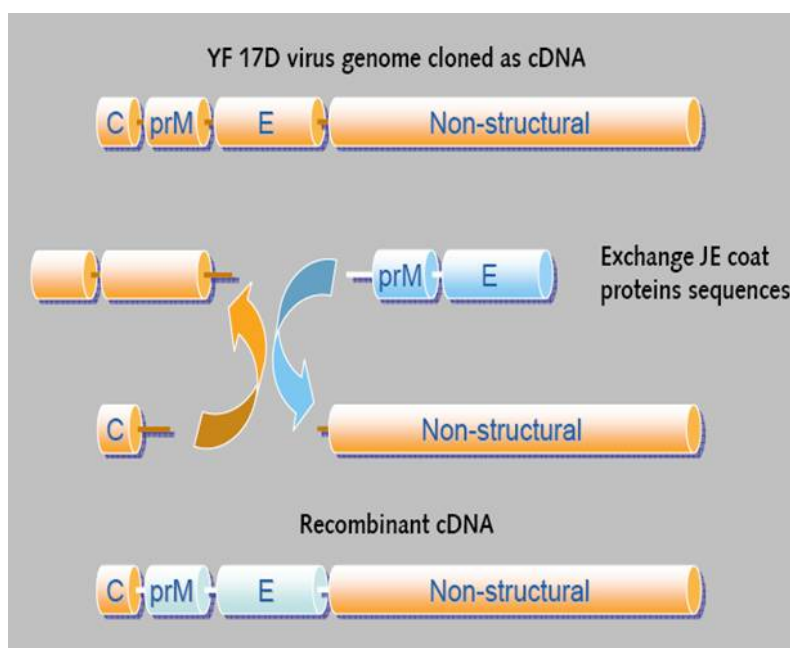 YF 17D virus genome cloned as cDNA
C prM E Non-structural
prM E
Exchange JE coat
proteins sequences
C Non-structural
Recombinant cDNA
C prM E Non-structural